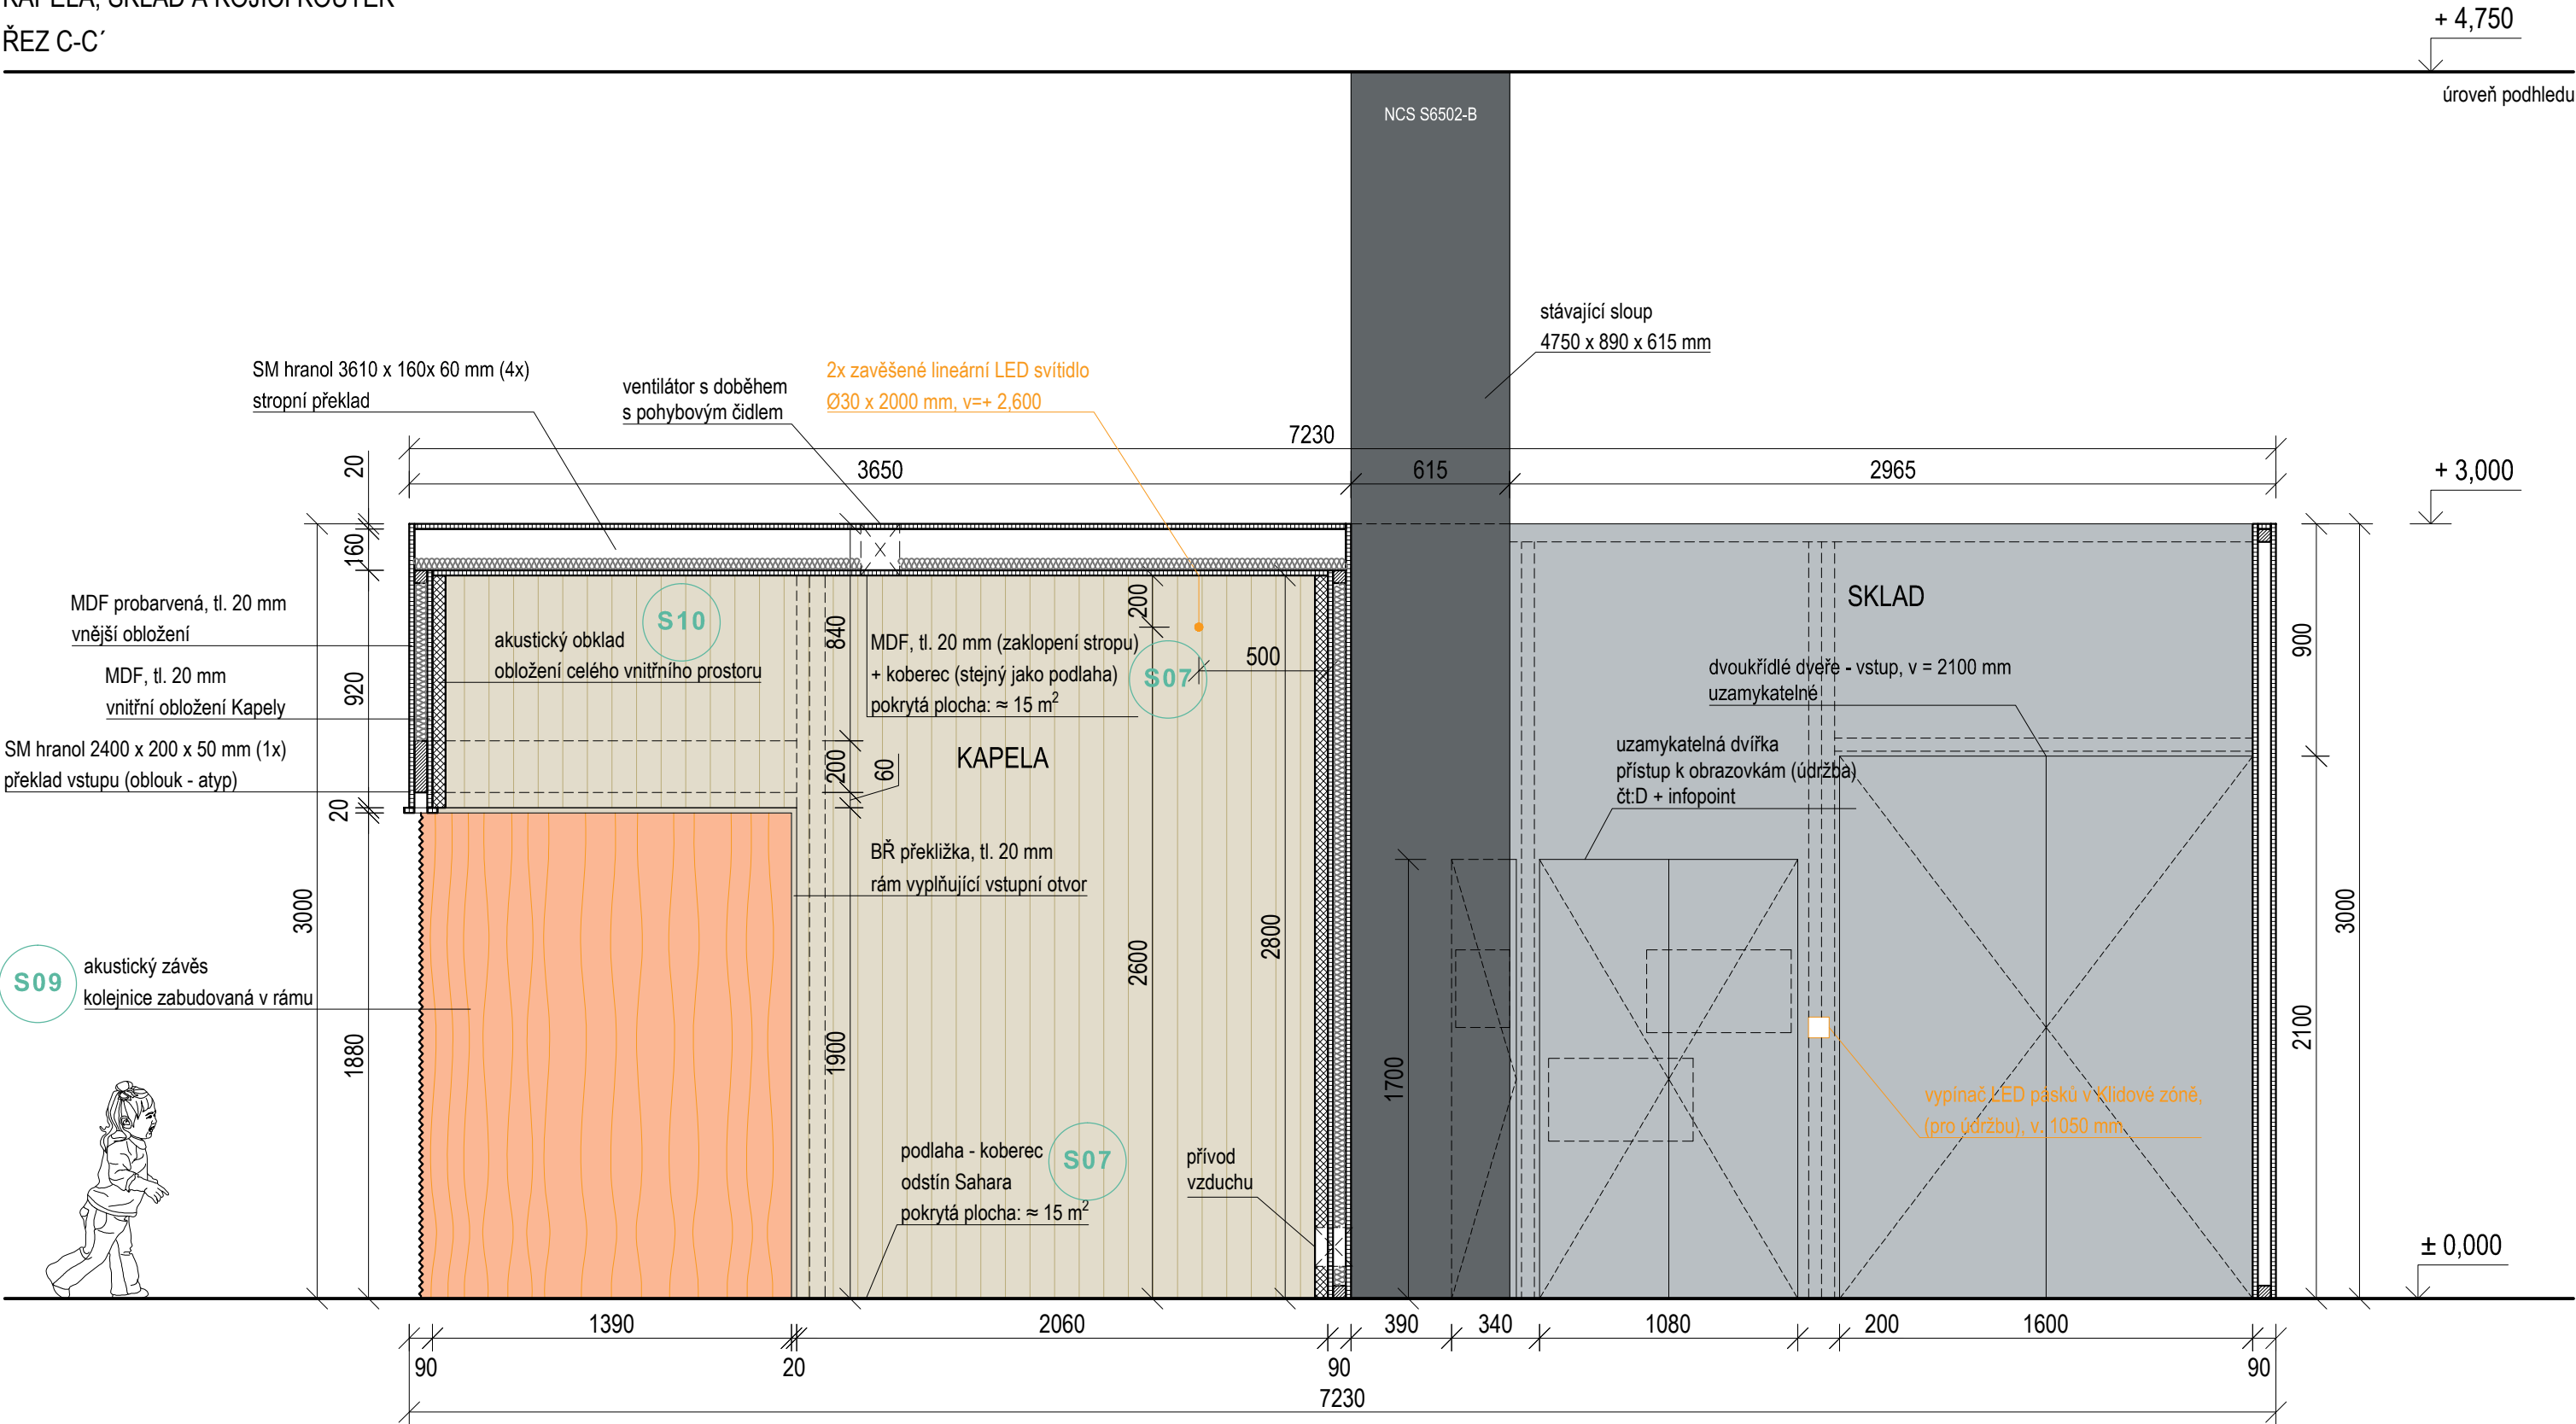 KAPELA, SKLAD A KOJICÍ KOUTEK
ŘEZ C-C´
+ 4,750
úroveň podhledu
NCS S6502-B
stávající sloup
4750 x 890 x 615 mm
SM hranol 3610 x 160x 60 mm (4x)
stropní překlad
ventilátor s doběhem
s pohybovým čidlem
2x zavěšené lineární LED svítidlo
Ø30 x 2000 mm, v=+ 2,600
7230
3650
615
2965
+ 3,000
20
160
920
20
1880
3000
MDF probarvená, tl. 20 mm
vnější obložení
MDF, tl. 20 mm
vnitřní obložení Kapely
SM hranol 2400 x 200 x 50 mm (1x)
překlad vstupu (oblouk - atyp)
S09
akustický závěs
kolejnice zabudovaná v rámu
S10
akustický obklad
obložení celého vnitřního prostoru
840
200
60
1900
MDF, tl. 20 mm (zaklopení stropu)
+ koberec (stejný jako podlaha)
pokrytá plocha: ≈ 15 m²
S07
200
500
KAPELA
BŘ překližka, tl. 20 mm
rám vyplňující vstupní otvor
2600
2800
podlaha - koberec
odstín Sahara
pokrytá plocha: ≈ 15 m²
S07
přívod
vzduchu
1700
SKLAD
dvoukřídlé dveře - vstup, v = 2100 mm
uzamykatelné
uzamykatelná dvířka
přístup k obrazovkám (údržba)
čt:D + infopoint
vypínač LED pásků v Klidové zóně,
(pro údržbu), v. 1050 mm
900
2100
3000
± 0,000
90
1390
20
2060
90
390
340
1080
200
1600
90
7230